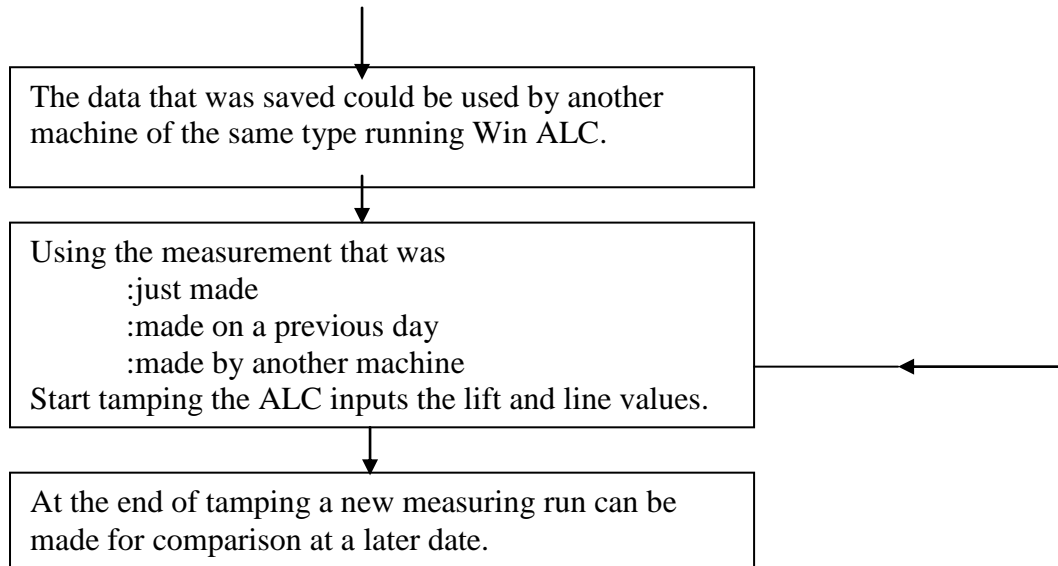 The data that was saved could be used by another
machine of the same type running Win ALC.
Using the measurement that was
:just made
:made on a previous day
:made by another machine
Start tamping the ALC inputs the lift and line values.
At the end of tamping a new measuring run can be
made for comparison at a later date.